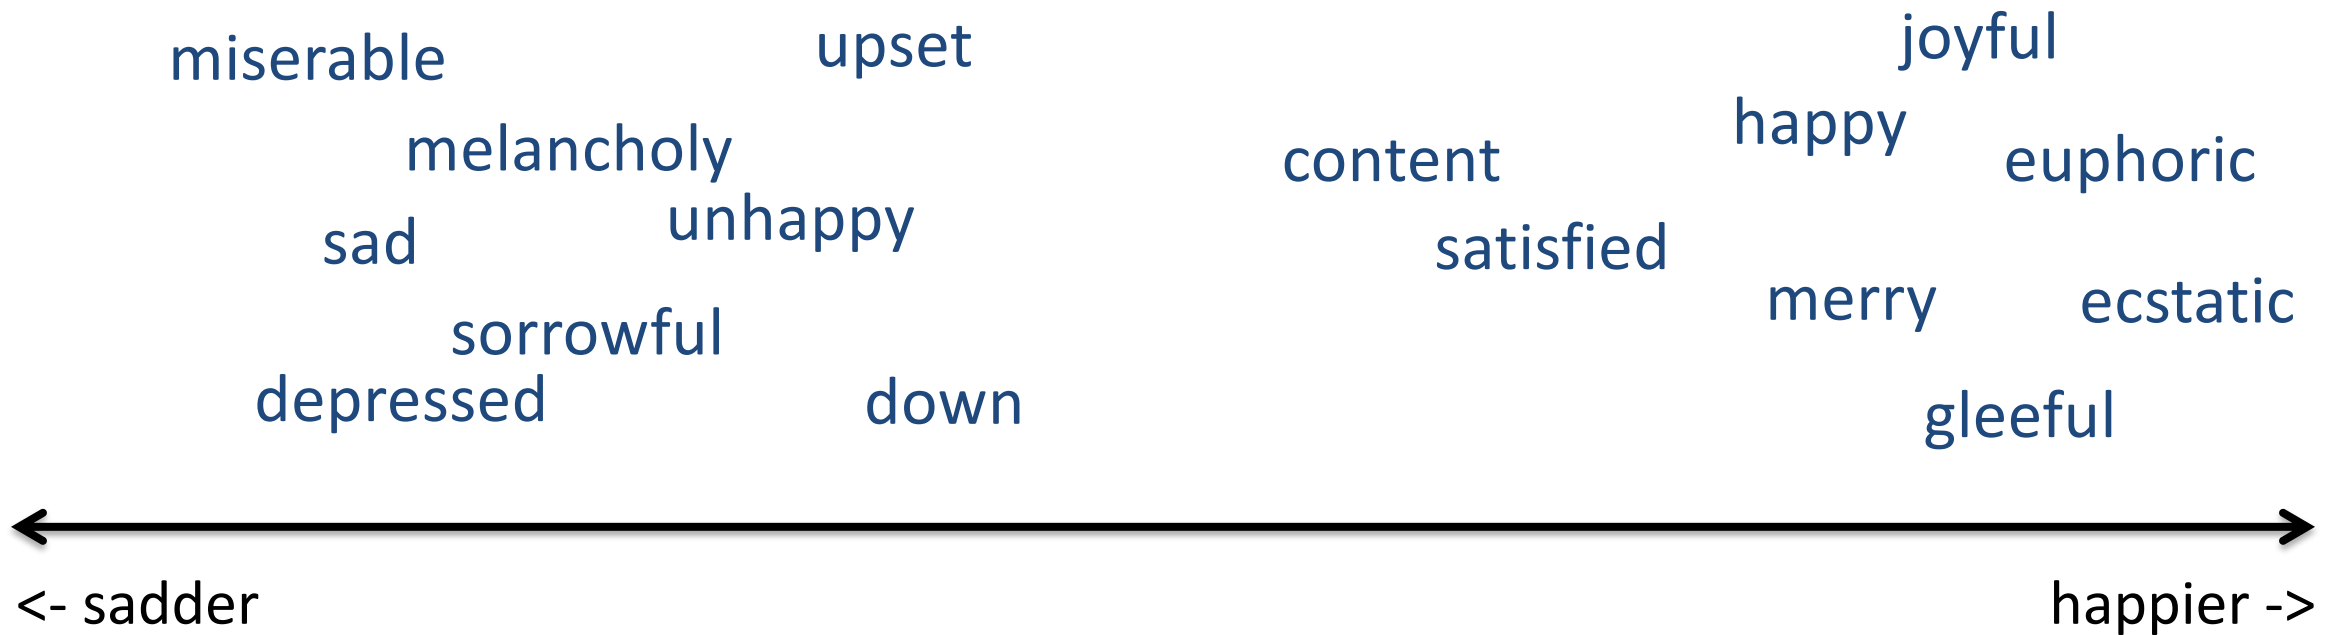 miserable
upset
joyful
happy
melancholy
content
euphoric
unhappy
sad
satisfied
merry
ecstatic
sorrowful
depressed
down
gleeful
<- sadder
happier ->